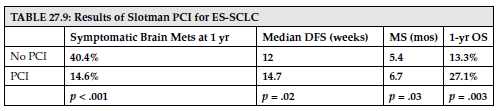 TABLE 27.9: Results of Slotman PCI for ES-SCLC
Symptomatic Brain Mets at 1 yr Median DFS (weeks) MS (mos) 1-yr OS
No PCI 40.4% 12 5.4 13.3%
PCI 14.6% 14.7 6.7 27.1%
p < .001 p = .02 p = .03 p = .003